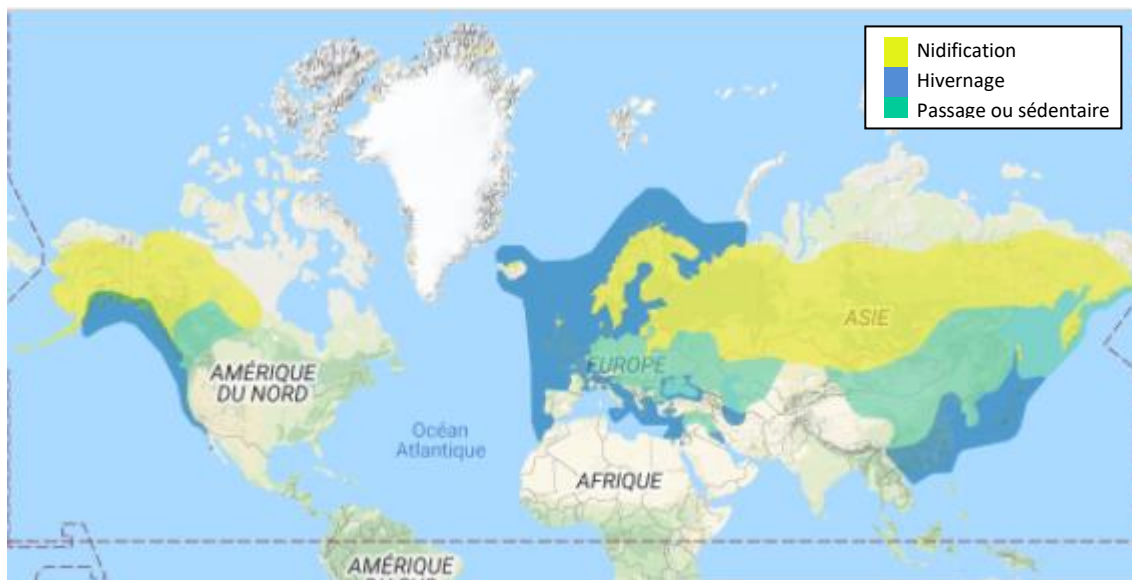 Nidification
Hivernage
Passage ou sédentaire
ASIE
EUROPE
AMÉRIQUE
DU NORD
Océan
Atlantique
AFRIQUE
AMÉRIQUE